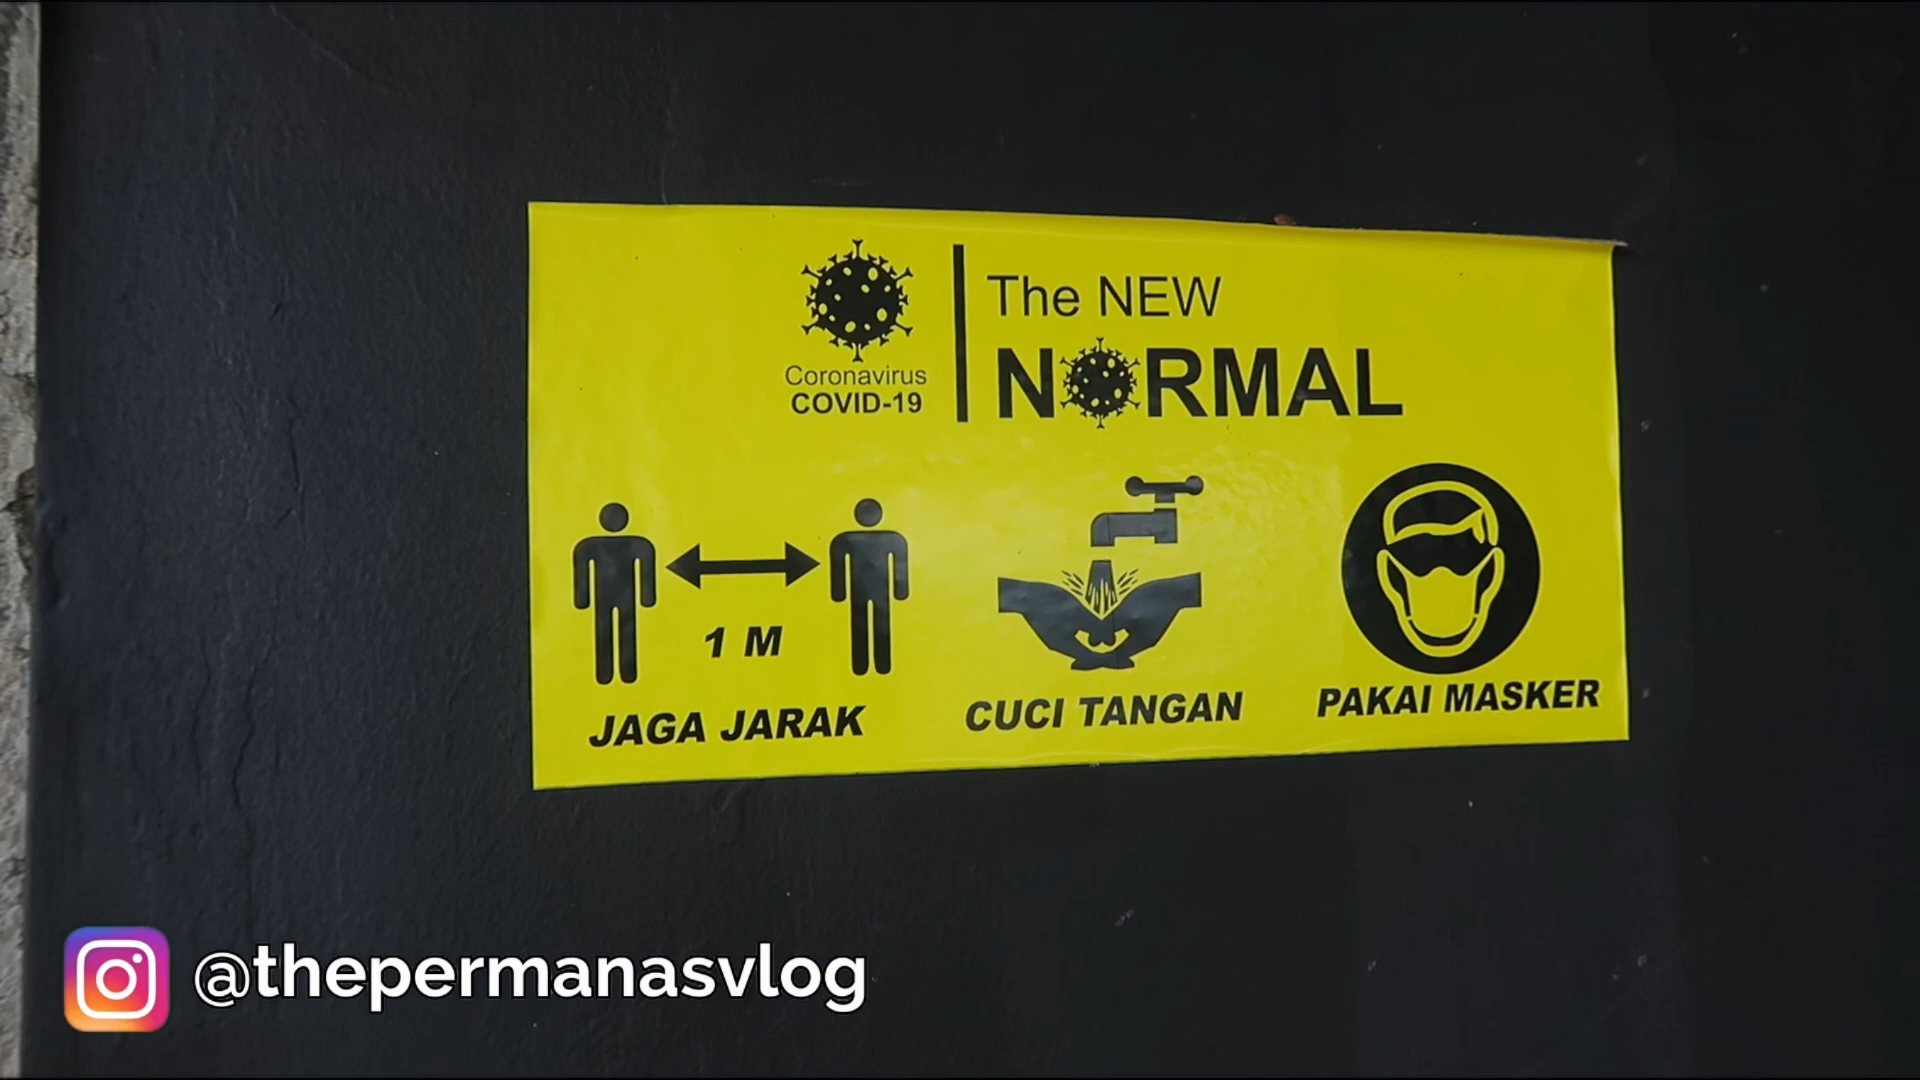 Coronavirus
COVID-19
The NEW
NORMAL
1 M
JAGA JARAK
CUCI TANGAN
PAKAI MASKER
@thepermanasvlog